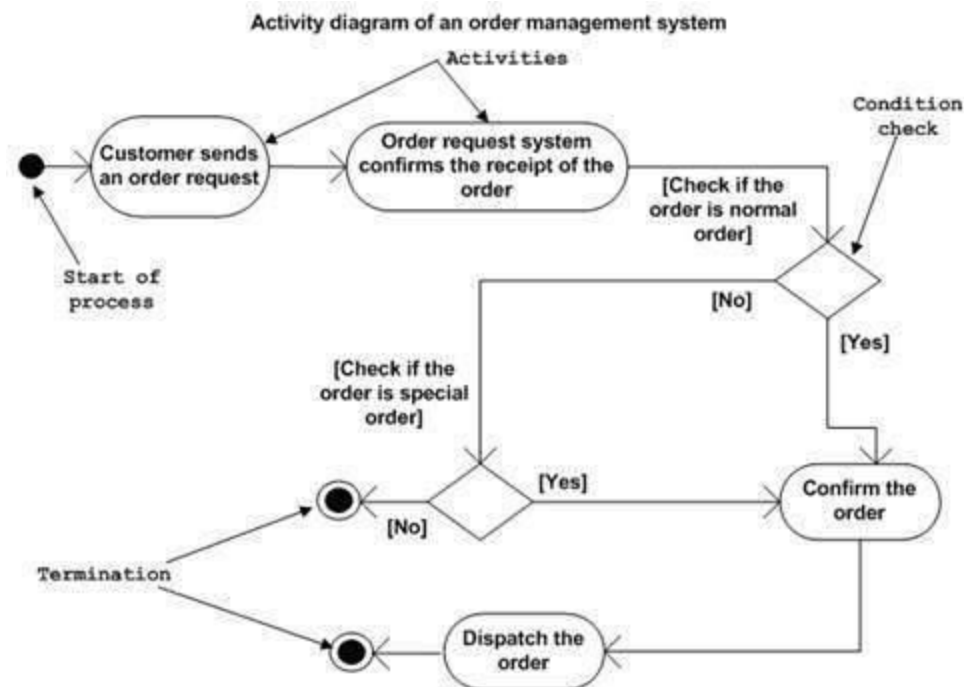 Activity diagram of an order management system
Activities
Condition
check
Customer sends
an order request
Order request system
confirms the receipt of the
order
[Check if the
order is normal
order]
Start of
process
[No]
[Yes]
[Check if the
order is special
order]
[Yes]
[No]
Confirm the
order
Termination
Dispatch the
order